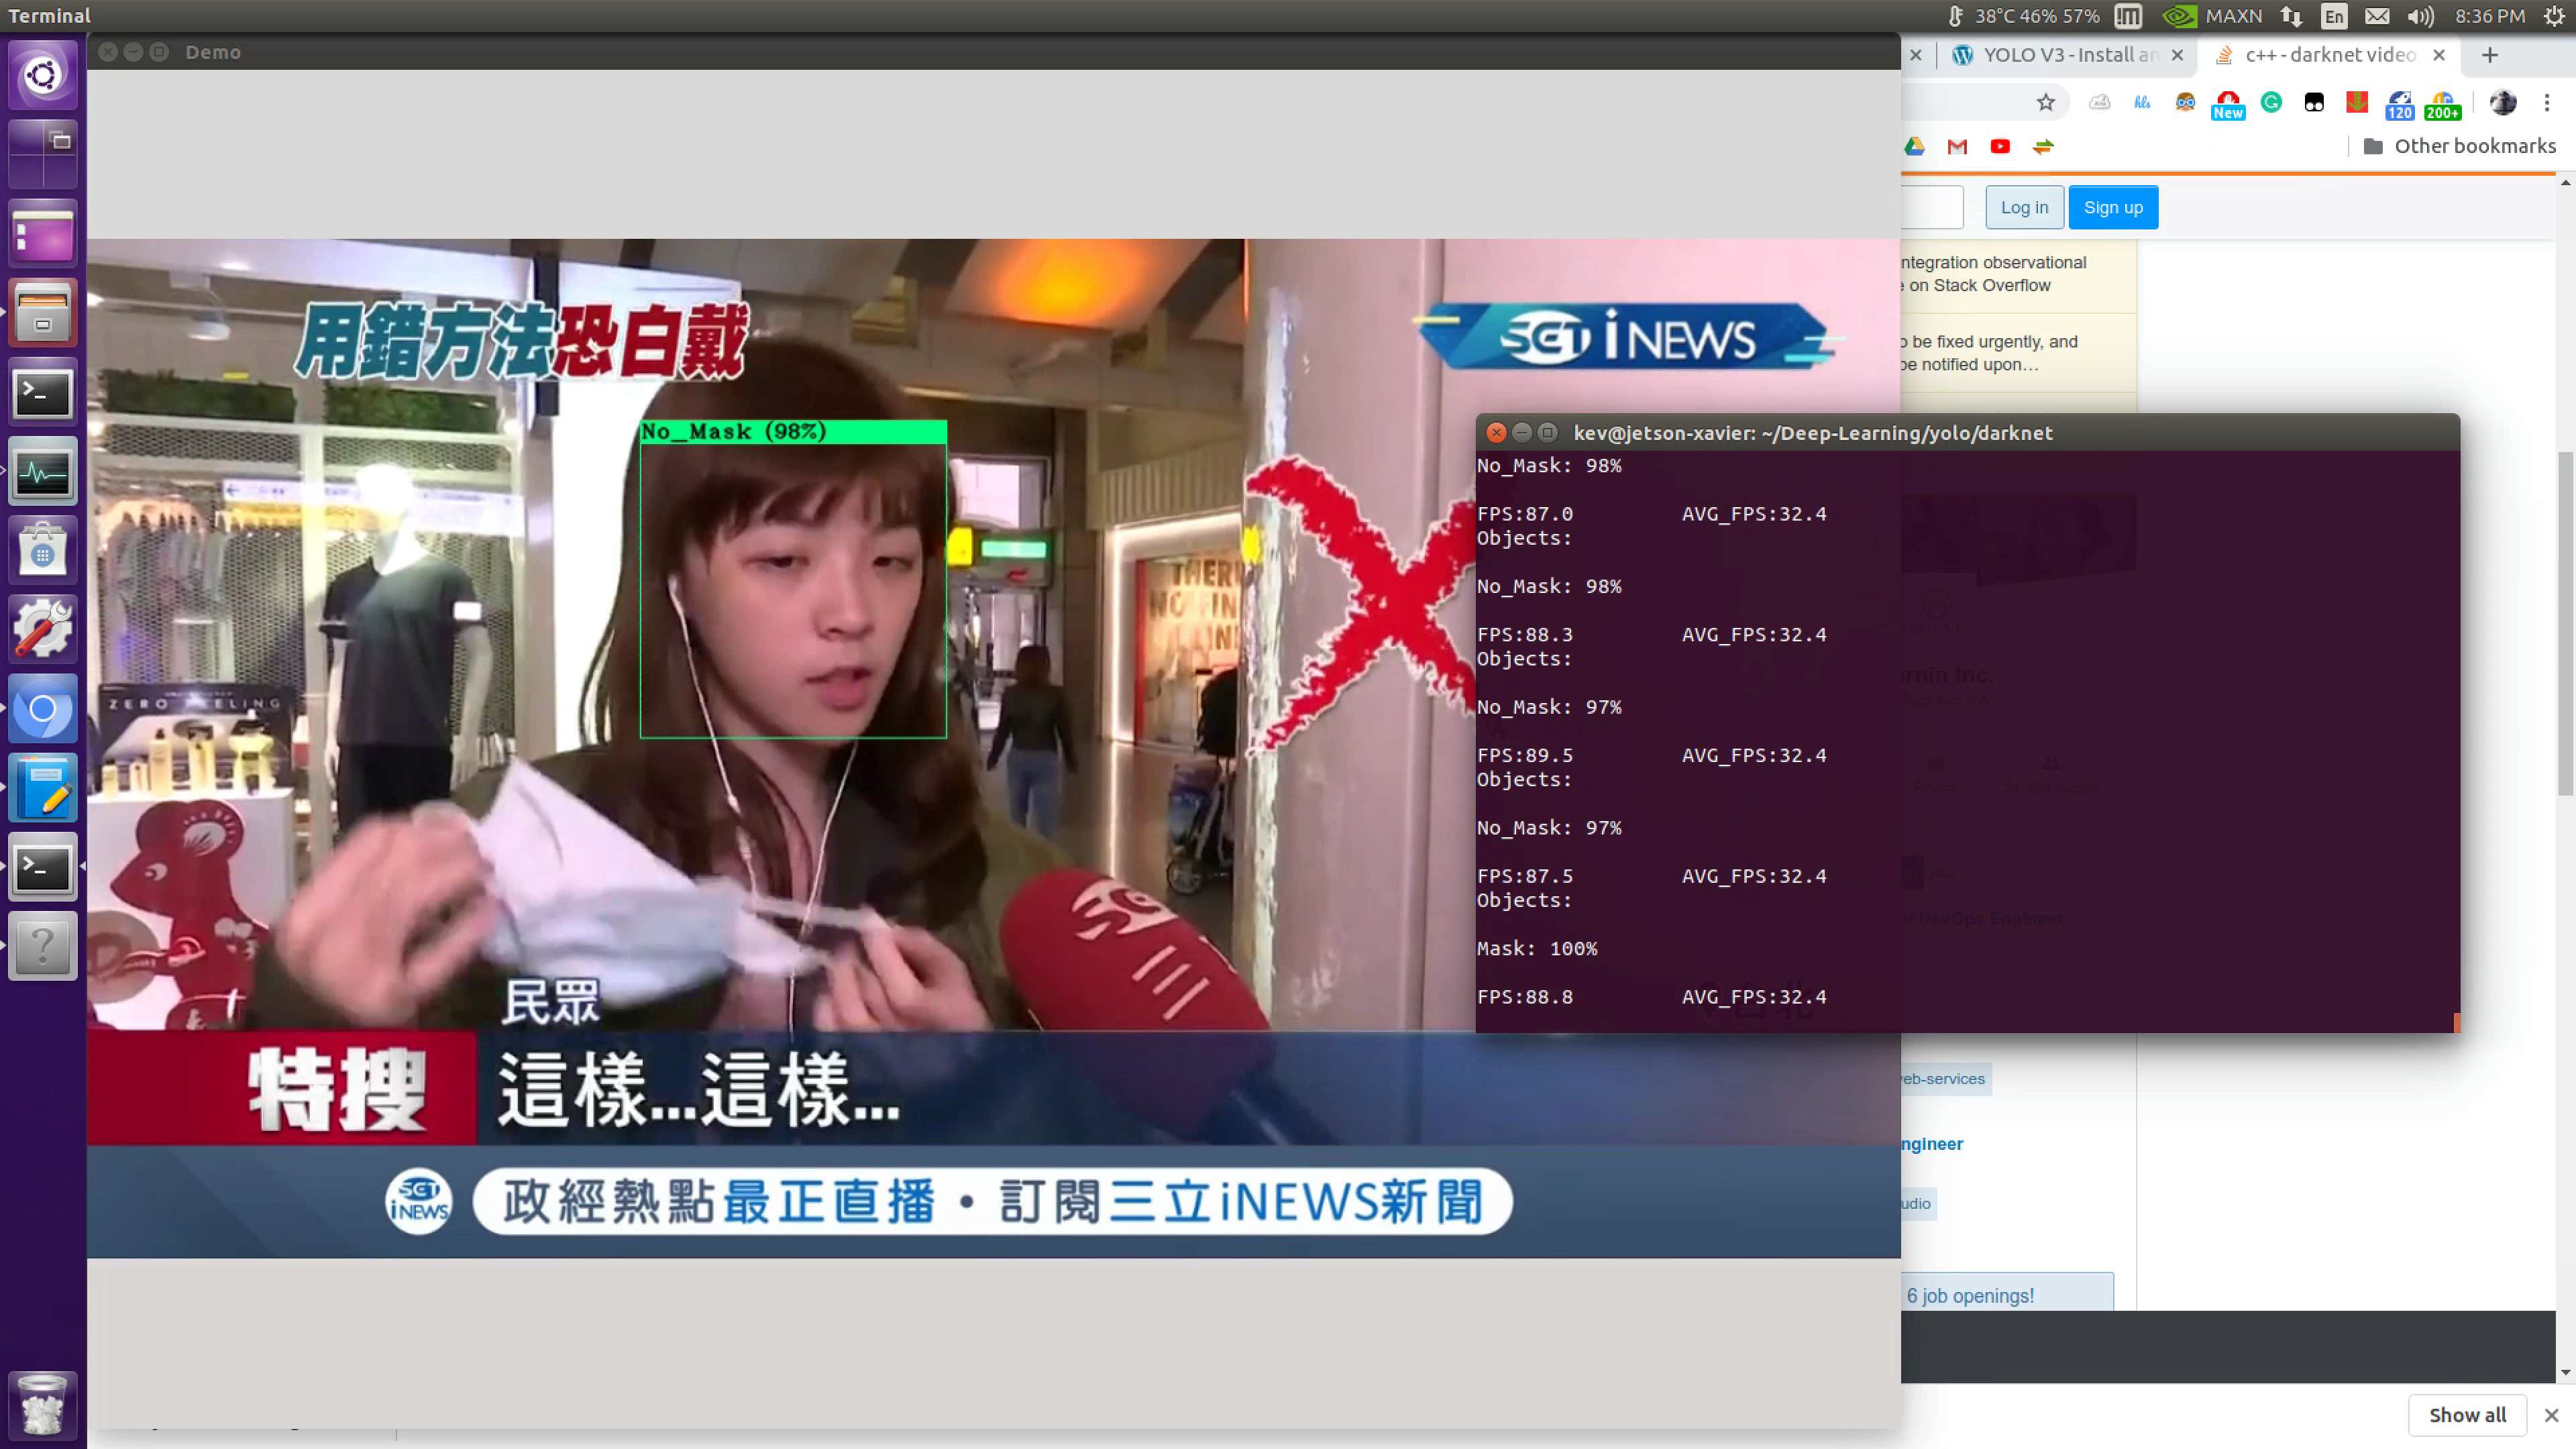 Terminal
38°C 46% 57%
MAXN
En
8:36 PM
Demo
YOLO V3 - Install an
c++ - darknet video
New
120
200+
Other bookmarks
Log in
Sign up
ntegration observational
on Stack Overflow
be fixed urgently, and
be notified upon…
用錯方法恐白戴
SET iNEWS
No_Mask (98%)
ZERO FEELING
民眾
特搜
這樣...這樣...
SET
iNEWS
政經熱點最正直播・訂閱三立iNEWS新聞
kev@jetson-xavier: ~/Deep-Learning/yolo/darknet
No_Mask: 98%
FPS:87.0 AVG_FPS:32.4
Objects:
No_Mask: 98%
FPS:88.3 AVG_FPS:32.4
Objects:
No_Mask: 97%
FPS:89.5 AVG_FPS:32.4
Objects:
No_Mask: 97%
FPS:87.5 AVG_FPS:32.4
Objects:
Mask: 100%
FPS:88.8 AVG_FPS:32.4
eb-services
ngineer
udio
6 job openings!
Show all